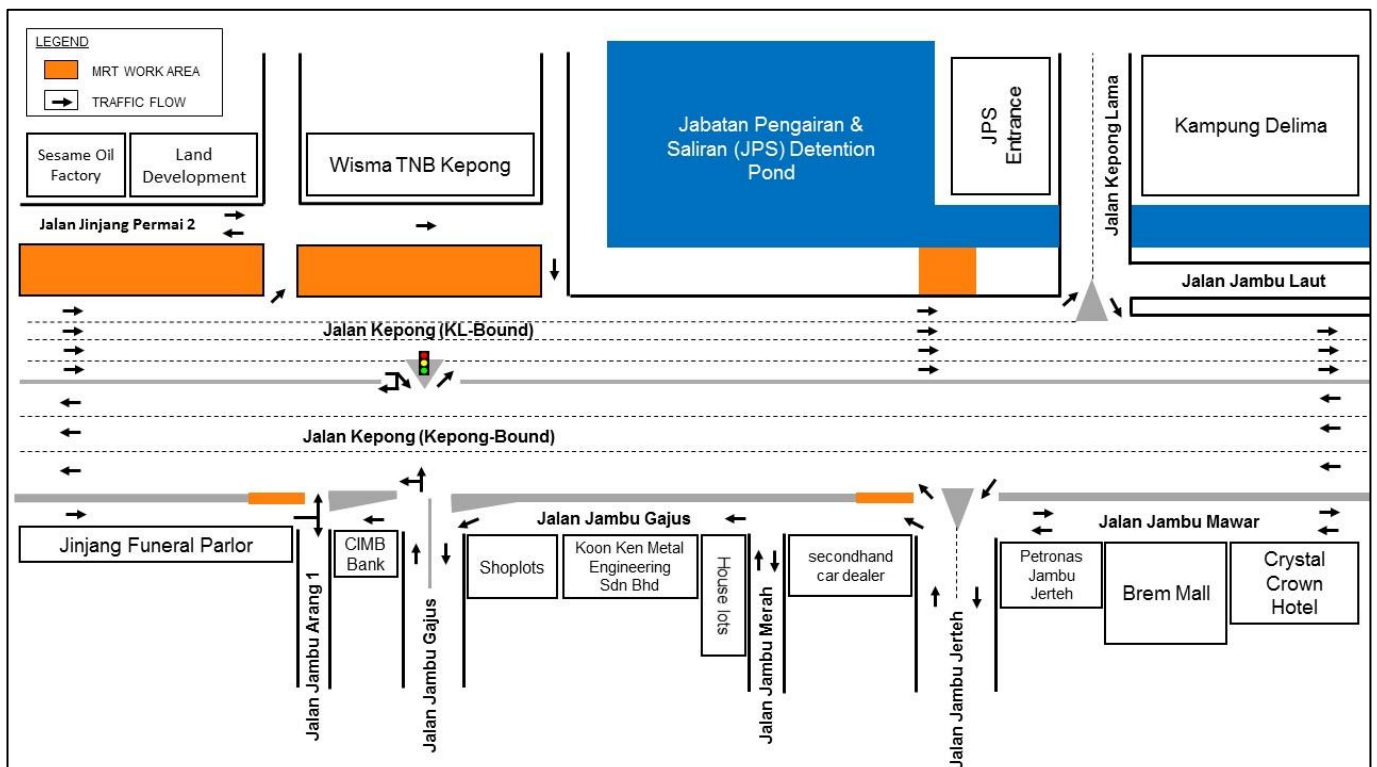 LEGEND
MRT WORK AREA
TRAFFIC FLOW
Sesame Oil
Factory
Land
Development
Wisma TNB Kepong
Jabatan Pengairan &
Saliran (JPS) Detention
Pond
JPS
Entrance
Jalan Kepong Lama
Kampung Delima
Jalan Jinjang Permai 2
Jalan Jambu Laut
Jalan Kepong (KL-Bound)
Jalan Kepong (Kepong-Bound)
Jinjang Funeral Parlor
Jalan Jambu Arang 1
CIMB
Bank
Jalan Jambu Gajus
Jalan Jambu Gajus
Shoplots
Koon Ken Metal
Engineering
Sdn Bhd
House lots
Jalan Jambu Merah
secondhand
car dealer
Jalan Jambu Jerteh
Jalan Jambu Mawar
Petronas
Jambu
Jerteh
Brem Mall
Crystal
Crown
Hotel